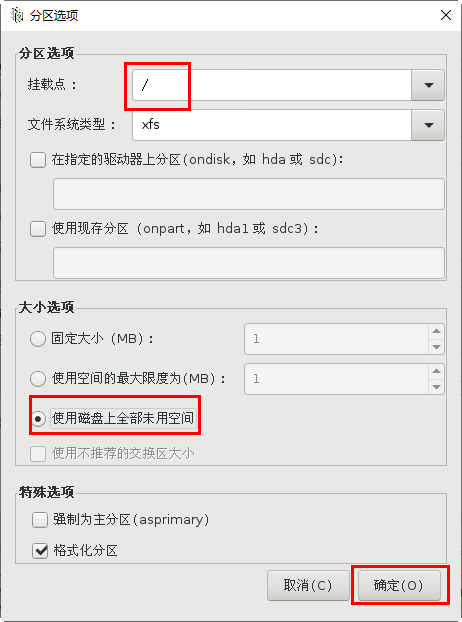 分区选项
分区选项
挂载点 : /
文件系统类型 : xfs
在指定的驱动器上分区(ondisk，如 hda 或 sdc):
使用现存分区 (onpart，如 hda1或 sdc3) :
大小选项
固定大小 (MB) : 1
使用空间的最大限度为(MB) : 1
使用磁盘上全部未用空间
使用不推荐的交换区大小
特殊选项
强制为主分区(asprimary)
格式化分区
取消(C) 确定(O)